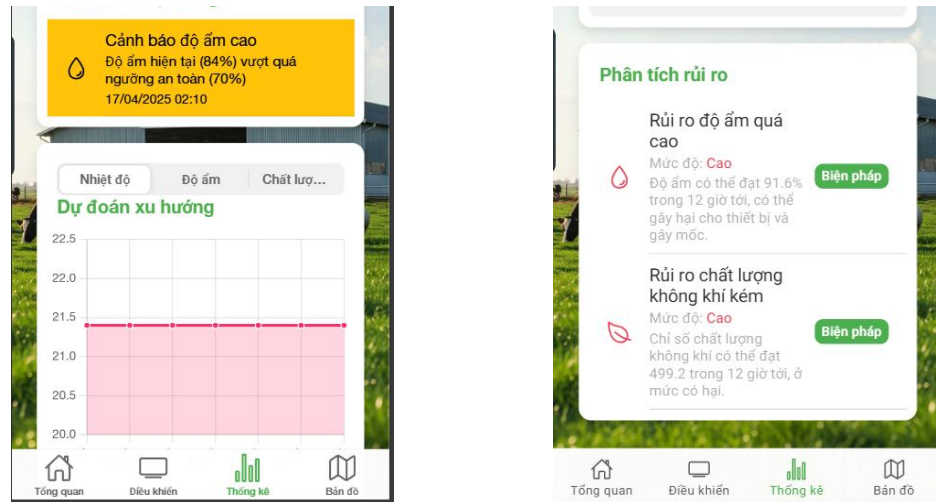 Cảnh báo độ ẩm cao
Độ ẩm hiện tại (84%) vượt quá
ngưỡng an toàn (70%)
17/04/2025 02:10
Nhiệt độ
Độ ẩm
Chất lượ...
Dự đoán xu hướng
22.5
22.0
21.5
21.0
20.5
20.0
Tổng quan
Điều khiển
Thống kê
Bản đồ
Phân tích rủi ro
Rủi ro độ ẩm quá
cao
Mức độ: Cao
Độ ẩm có thể đạt 91.6%
trong 12 giờ tới, có thể
gây hại cho thiết bị và
gây mốc.
Biện pháp
Rủi ro chất lượng
không khí kém
Mức độ: Cao
Chỉ số chất lượng
không khí có thể đạt
499.2 trong 12 giờ tới, ở
mức có hại.
Biện pháp
Tổng quan
Điều khiển
Thống kê
Bản đồ